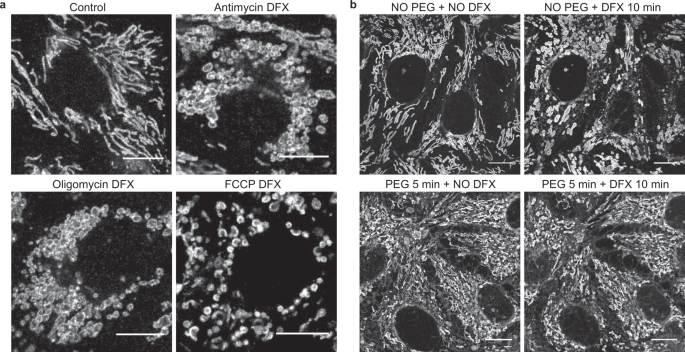 a
Control
Antimycin DFX
Oligomycin DFX
FCCP DFX
b
NO PEG + NO DFX
NO PEG + DFX 10 min
PEG 5 min + NO DFX
PEG 5 min + DFX 10 min